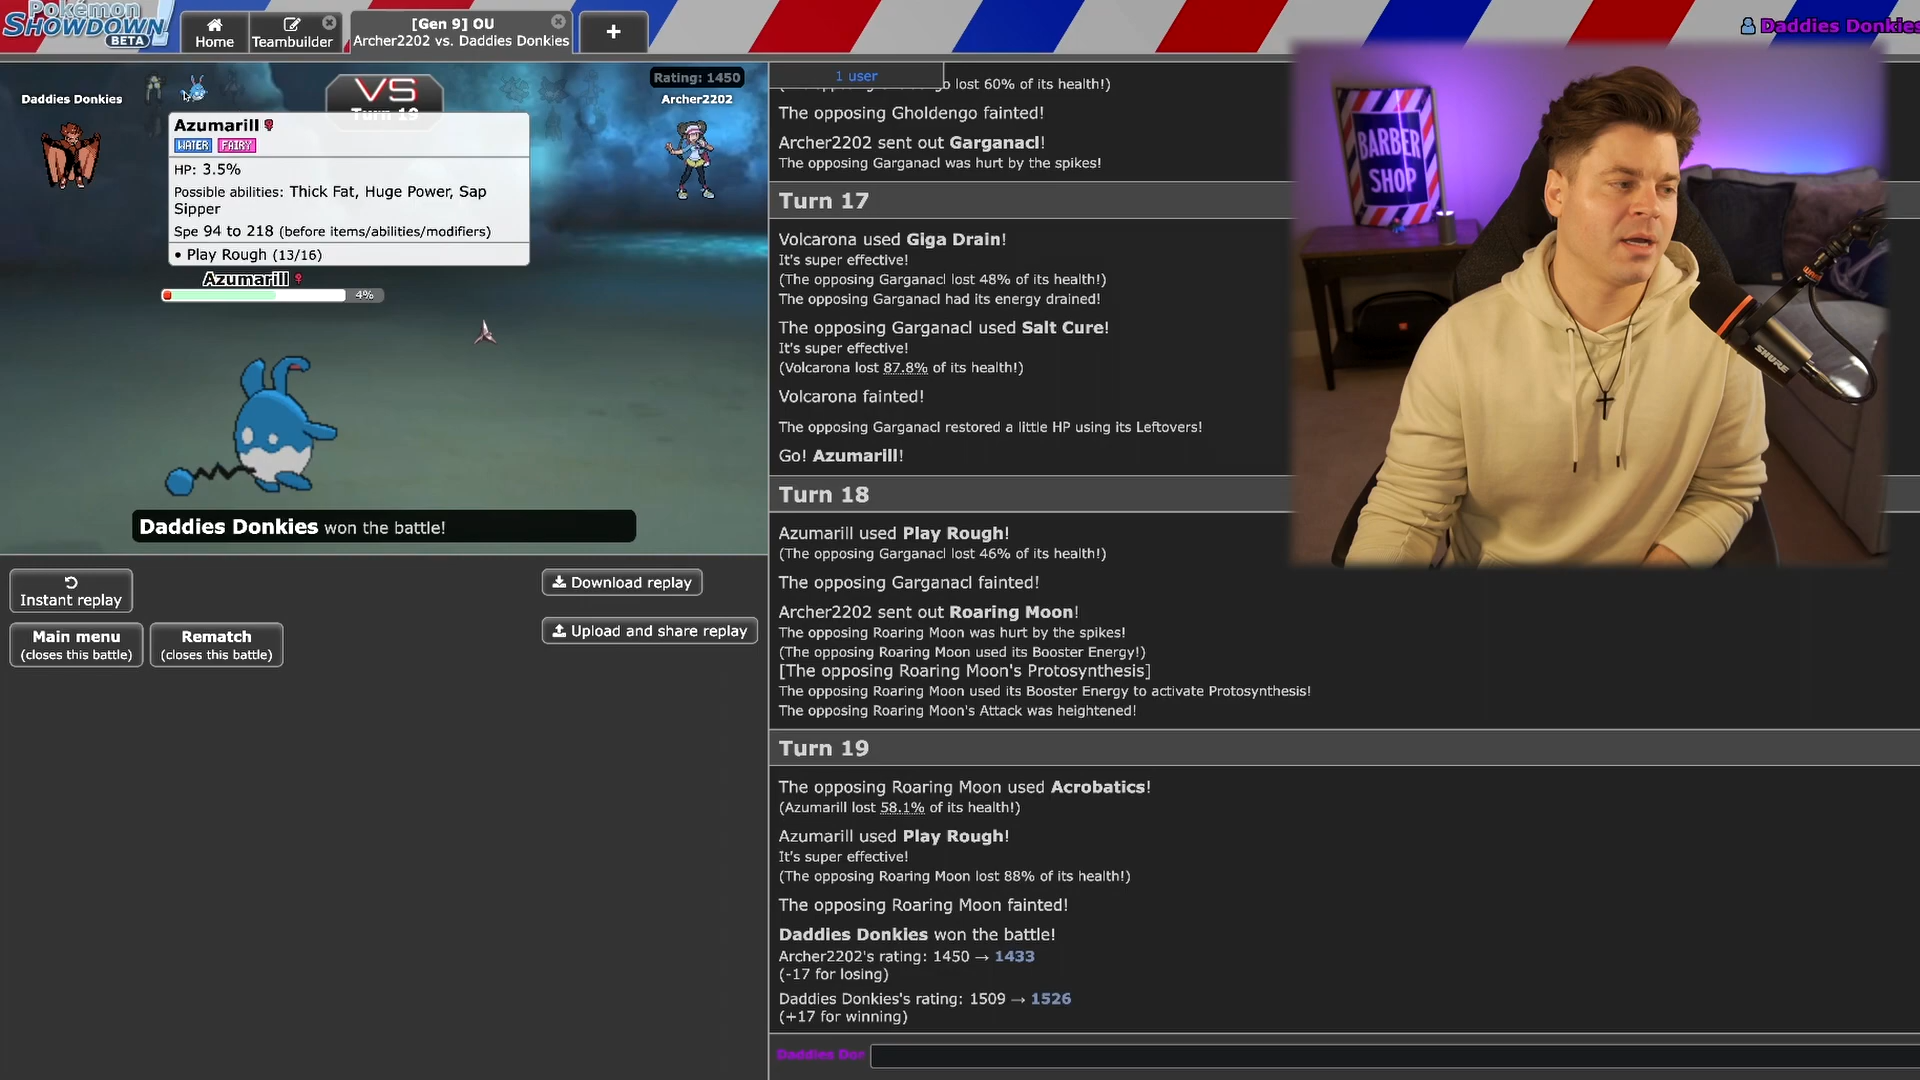 Pokémon
SHOWDOWN!
BETA
Home
Teambuilder
[Gen 9] OU
Archer2202 vs. Daddies Donkies
+
Daddies Donkies
Daddies Donkies
VS
Turn 19
Rating: 1450
Archer2202
Azumarill
WATER FAIRY
HP: 3.5%
Possible abilities: Thick Fat, Huge Power, Sap
Sipper
Spe 94 to 218 (before items/abilities/modifiers)
• Play Rough (13/16)
Azumarill
4%
Daddies Donkies won the battle!
Instant replay
Download replay
Main menu
(closes this battle)
Rematch
(closes this battle)
Upload and share replay
1 user
o lost 60% of its health!)
The opposing Gholdengo fainted!
Archer2202 sent out Garganacl!
The opposing Garganacl was hurt by the spikes!
Turn 17
Volcarona used Giga Drain!
It's super effective!
(The opposing Garganacl lost 48% of its health!)
The opposing Garganacl had its energy drained!
The opposing Garganacl used Salt Cure!
It's super effective!
(Volcarona lost 87.8% of its health!)
Volcarona fainted!
The opposing Garganacl restored a little HP using its Leftovers!
Go! Azumarill!
Turn 18
Azumarill used Play Rough!
(The opposing Garganacl lost 46% of its health!)
The opposing Garganacl fainted!
Archer2202 sent out Roaring Moon!
The opposing Roaring Moon was hurt by the spikes!
(The opposing Roaring Moon used its Booster Energy!)
[The opposing Roaring Moon's Protosynthesis]
The opposing Roaring Moon used its Booster Energy to activate Protosynthesis!
The opposing Roaring Moon's Attack was heightened!
Turn 19
The opposing Roaring Moon used Acrobatics!
(Azumarill lost 58.1% of its health!)
Azumarill used Play Rough!
It's super effective!
(The opposing Roaring Moon lost 88% of its health!)
The opposing Roaring Moon fainted!
Daddies Donkies won the battle!
Archer2202's rating: 1450 → 1433
(-17 for losing)
Daddies Donkies's rating: 1509 → 1526
(+17 for winning)
Daddies Don
BARBER
SHOP
SHURE